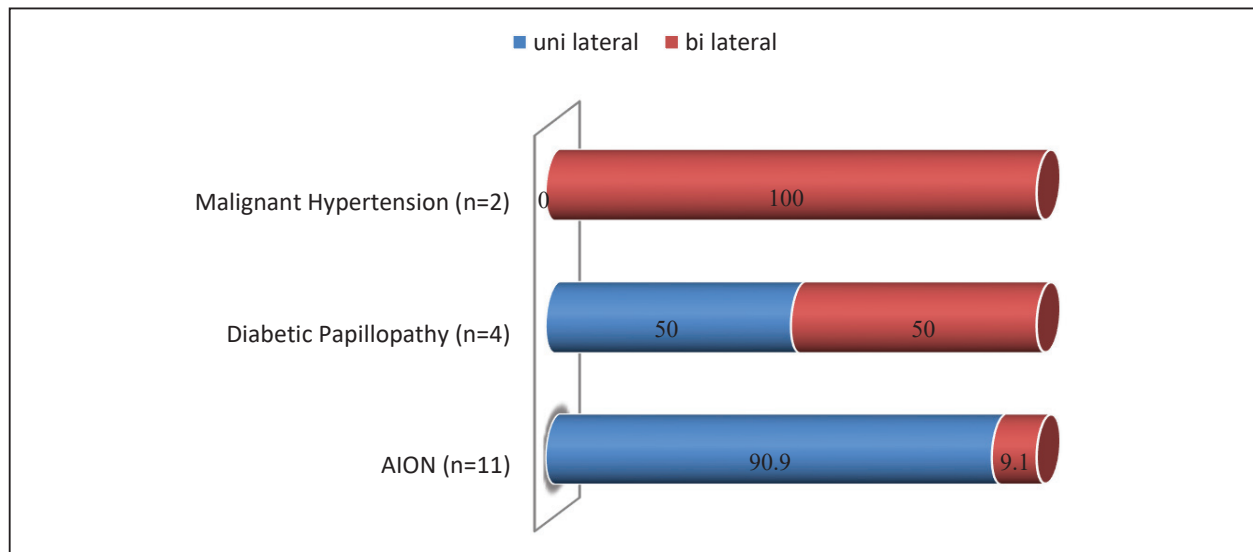 uni lateral bi lateral
Malignant Hypertension (n=2) 0 100
Diabetic Papillopathy (n=4) 50 50
AION (n=11) 90.9 9.1